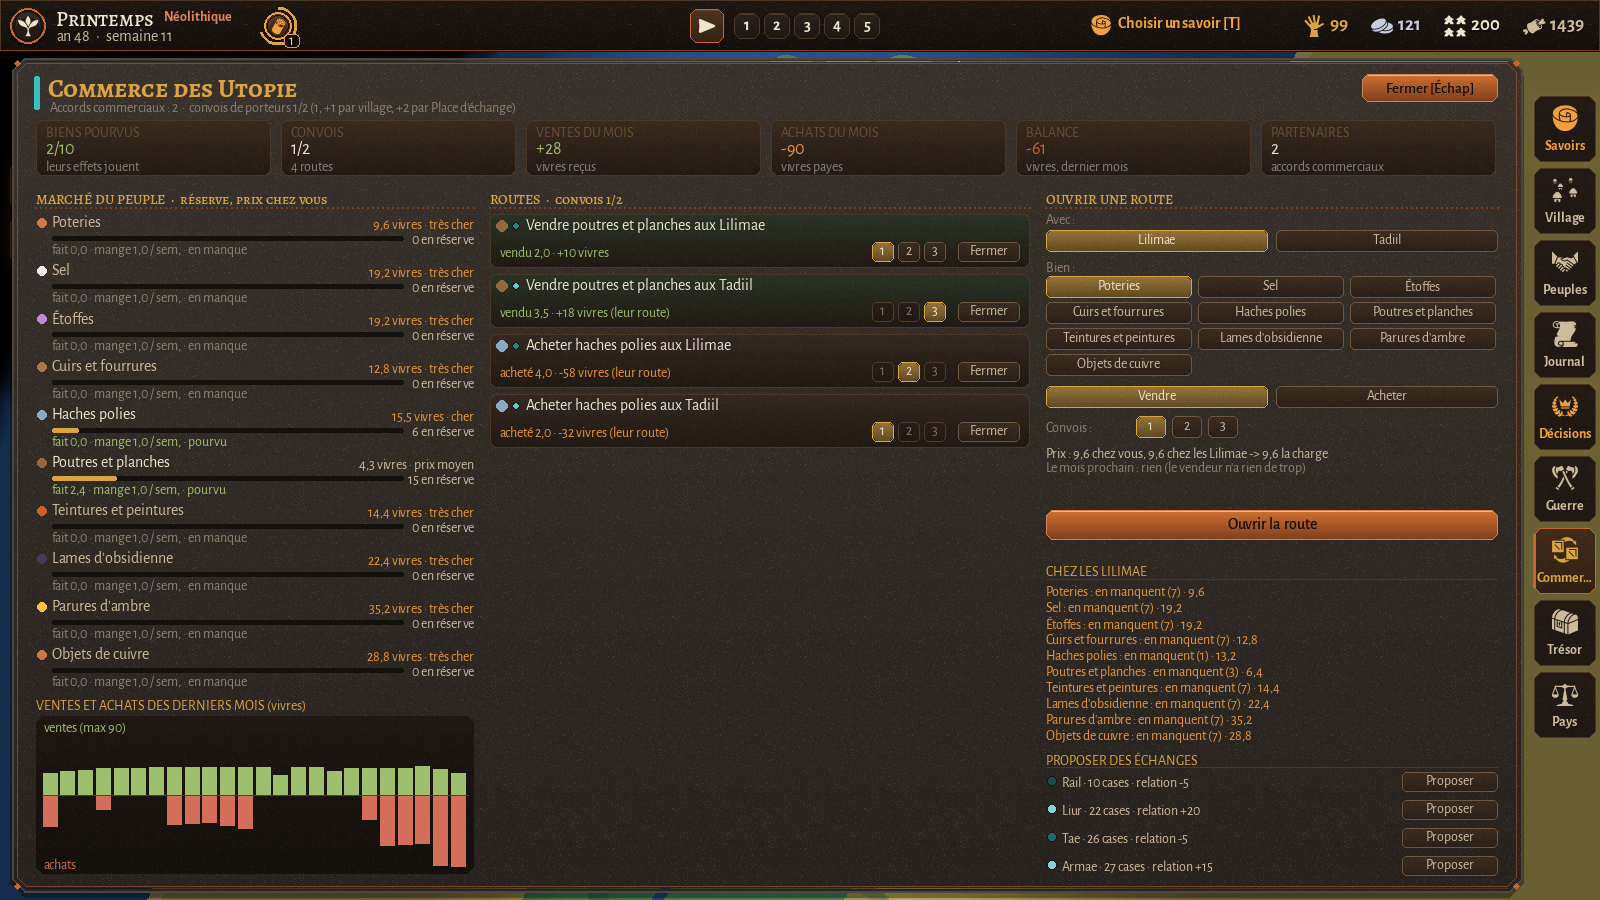 Printemps Néolithique
an 48 · semaine 11
1
1 2 3 4 5
Choisir un savoir [T]
99 121 200 1439
Commerce des Utopie
Accords commerciaux : 2 · convois de porteurs 1/2 (1, +1 par village, +2 par Place d'échange)
Fermer [Échap]
BIENS POURVUS
2/10
leurs effets jouent
CONVOIS
1/2
4 routes
VENTES DU MOIS
+28
vivres reçus
ACHATS DU MOIS
-90
vivres payes
BALANCE
-61
vivres, dernier mois
PARTENAIRES
2
accords commerciaux
MARCHÉ DU PEUPLE · RÉSERVE, PRIX CHEZ VOUS
Poteries
9,6 vivres · très cher
0 en réserve
fait 0,0 · mange 1,0 / sem, · en manque
Sel
19,2 vivres · très cher
0 en réserve
fait 0,0 · mange 1,0 / sem, · en manque
Étoffes
19,2 vivres · très cher
0 en réserve
fait 0,0 · mange 1,0 / sem, · en manque
Cuirs et fourrures
12,8 vivres · très cher
0 en réserve
fait 0,0 · mange 1,0 / sem, · en manque
Haches polies
15,5 vivres · cher
6 en réserve
fait 0,0 · mange 1,0 / sem, · pourvu
Poutres et planches
4,3 vivres · prix moyen
15 en réserve
fait 2,4 · mange 1,0 / sem, · pourvu
Teintures et peintures
14,4 vivres · très cher
0 en réserve
fait 0,0 · mange 1,0 / sem, · en manque
Lames d'obsidienne
22,4 vivres · très cher
0 en réserve
fait 0,0 · mange 1,0 / sem, · en manque
Parures d'ambre
35,2 vivres · très cher
0 en réserve
fait 0,0 · mange 1,0 / sem, · en manque
Objets de cuivre
28,8 vivres · très cher
0 en réserve
fait 0,0 · mange 1,0 / sem, · en manque
VENTES ET ACHATS DES DERNIERS MOIS (vivres)
ventes (max 90)
achats
ROUTES · CONVOIS 1/2
Vendre poutres et planches aux Lilimae
vendu 2,0 · +10 vivres
1 2 3 Fermer
Vendre poutres et planches aux Tadiil
vendu 3,5 · +18 vivres (leur route)
1 2 3 Fermer
Acheter haches polies aux Lilimae
acheté 4,0 · -58 vivres (leur route)
1 2 3 Fermer
Acheter haches polies aux Tadiil
acheté 2,0 · -32 vivres (leur route)
1 2 3 Fermer
OUVRIR UNE ROUTE
Avec :
Lilimae Tadiil
Bien :
Poteries Sel Étoffes
Cuirs et fourrures Haches polies Poutres et planches
Teintures et peintures Lames d'obsidienne Parures d'ambre
Objets de cuivre
Vendre Acheter
Convois : 1 2 3
Prix : 9,6 chez vous, 9,6 chez les Lilimae -> 9,6 la charge
Le mois prochain : rien (le vendeur n'a rien de trop)
Ouvrir la route
CHEZ LES LILIMAE
Poteries : en manquent (7) · 9,6
Sel : en manquent (7) · 19,2
Étoffes : en manquent (7) · 19,2
Cuirs et fourrures : en manquent (7) · 12,8
Haches polies : en manquent (1) · 13,2
Poutres et planches : en manquent (3) · 6,4
Teintures et peintures : en manquent (7) · 14,4
Lames d'obsidienne : en manquent (7) · 22,4
Parures d'ambre : en manquent (7) · 35,2
Objets de cuivre : en manquent (7) · 28,8
PROPOSER DES ÉCHANGES
Rail · 10 cases · relation -5 Proposer
Liur · 22 cases · relation +20 Proposer
Tae · 26 cases · relation -5 Proposer
Armae · 27 cases · relation +15 Proposer
Savoirs
Village
Peuples
Journal
Décisions
Guerre
Commer...
Trésor
Pays